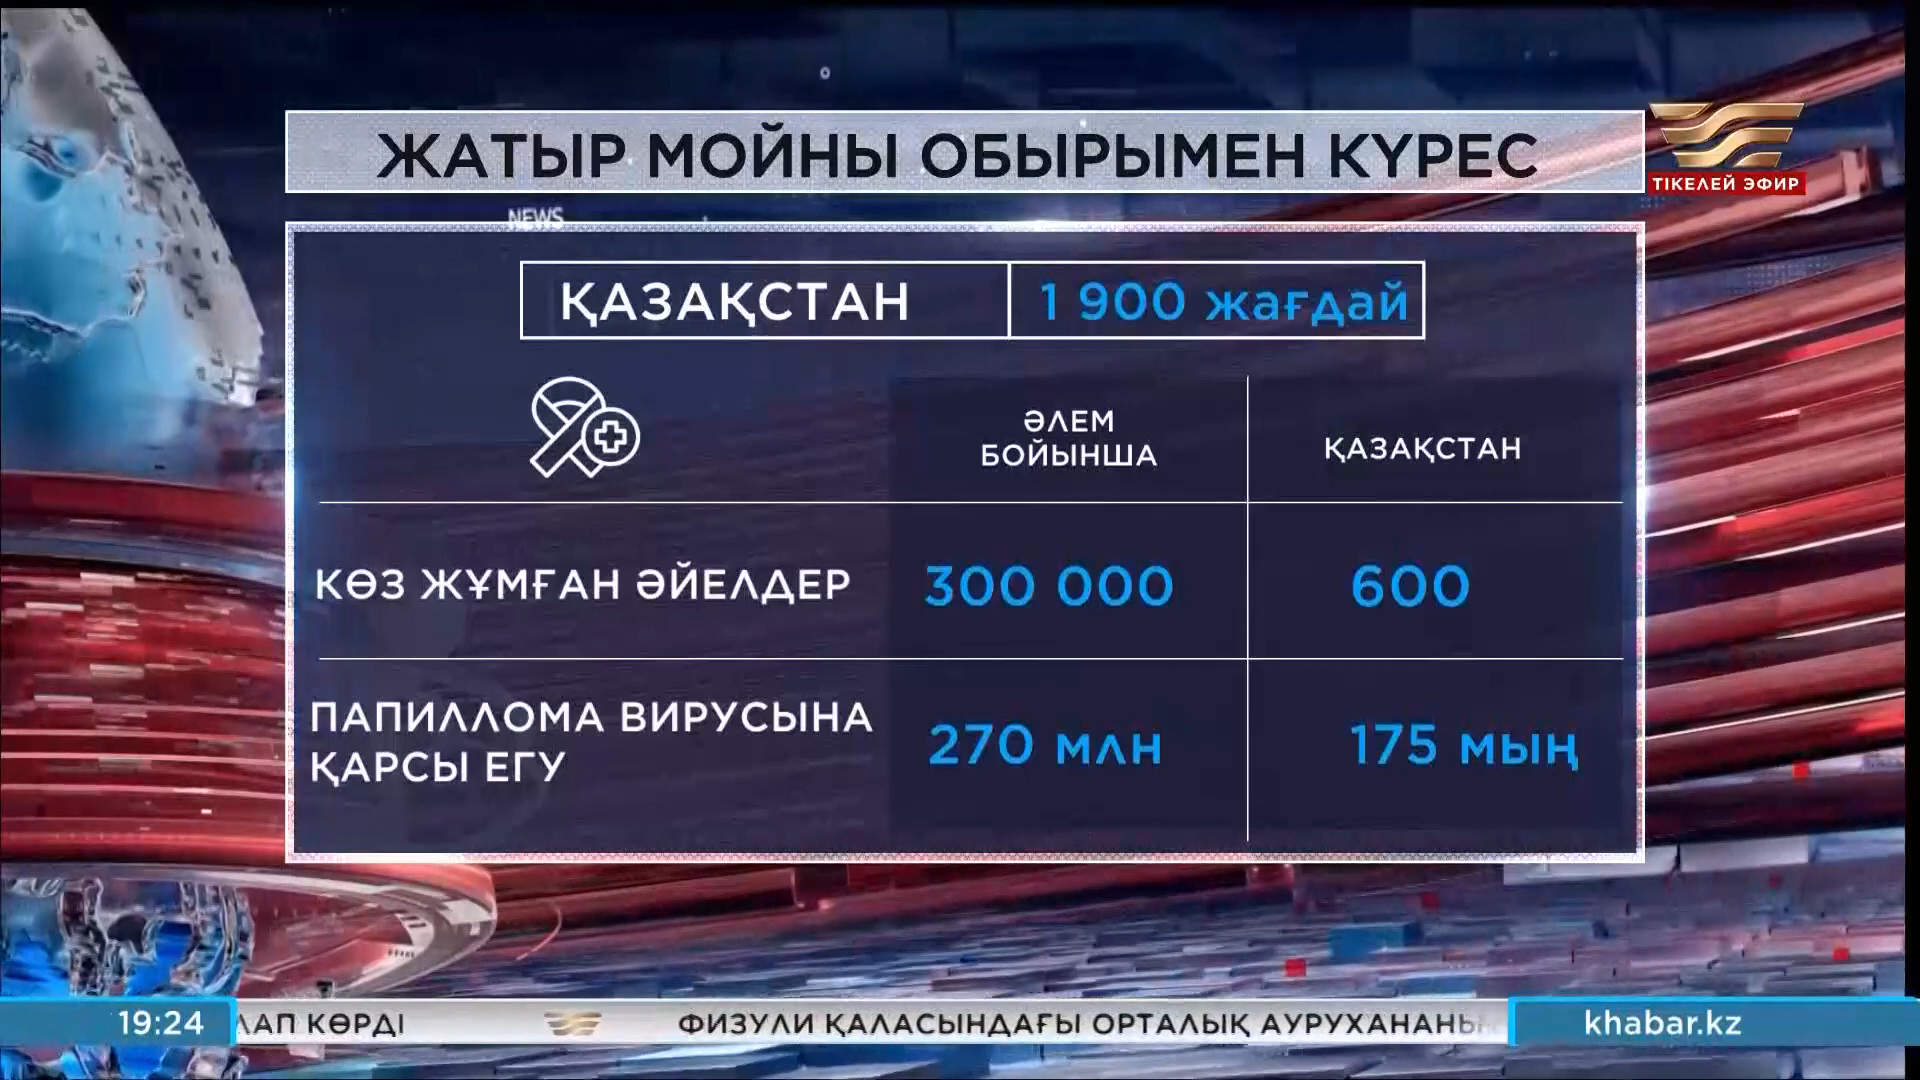 ЖАТЫР МОЙНЫ ОБЫРЫМЕН КҮРЕС
ТІКЕЛЕЙ ЭФИР
NEWS
ҚАЗАҚСТАН 1 900 жағдай
ӘЛЕМ
БОЙЫНША
ҚАЗАҚСТАН
КӨЗ ЖҰМҒАН ӘЙЕЛДЕР 300 000 600
ПАПИЛЛОМА ВИРУСЫНА
ҚАРСЫ ЕГУ
270 млн 175 мың
19:24 ЛАП КӨРДІ ФИЗУЛИ ҚАЛАСЫНДАҒЫ ОРТАЛЫҚ АУРУХАНАНЫ khabar.kz